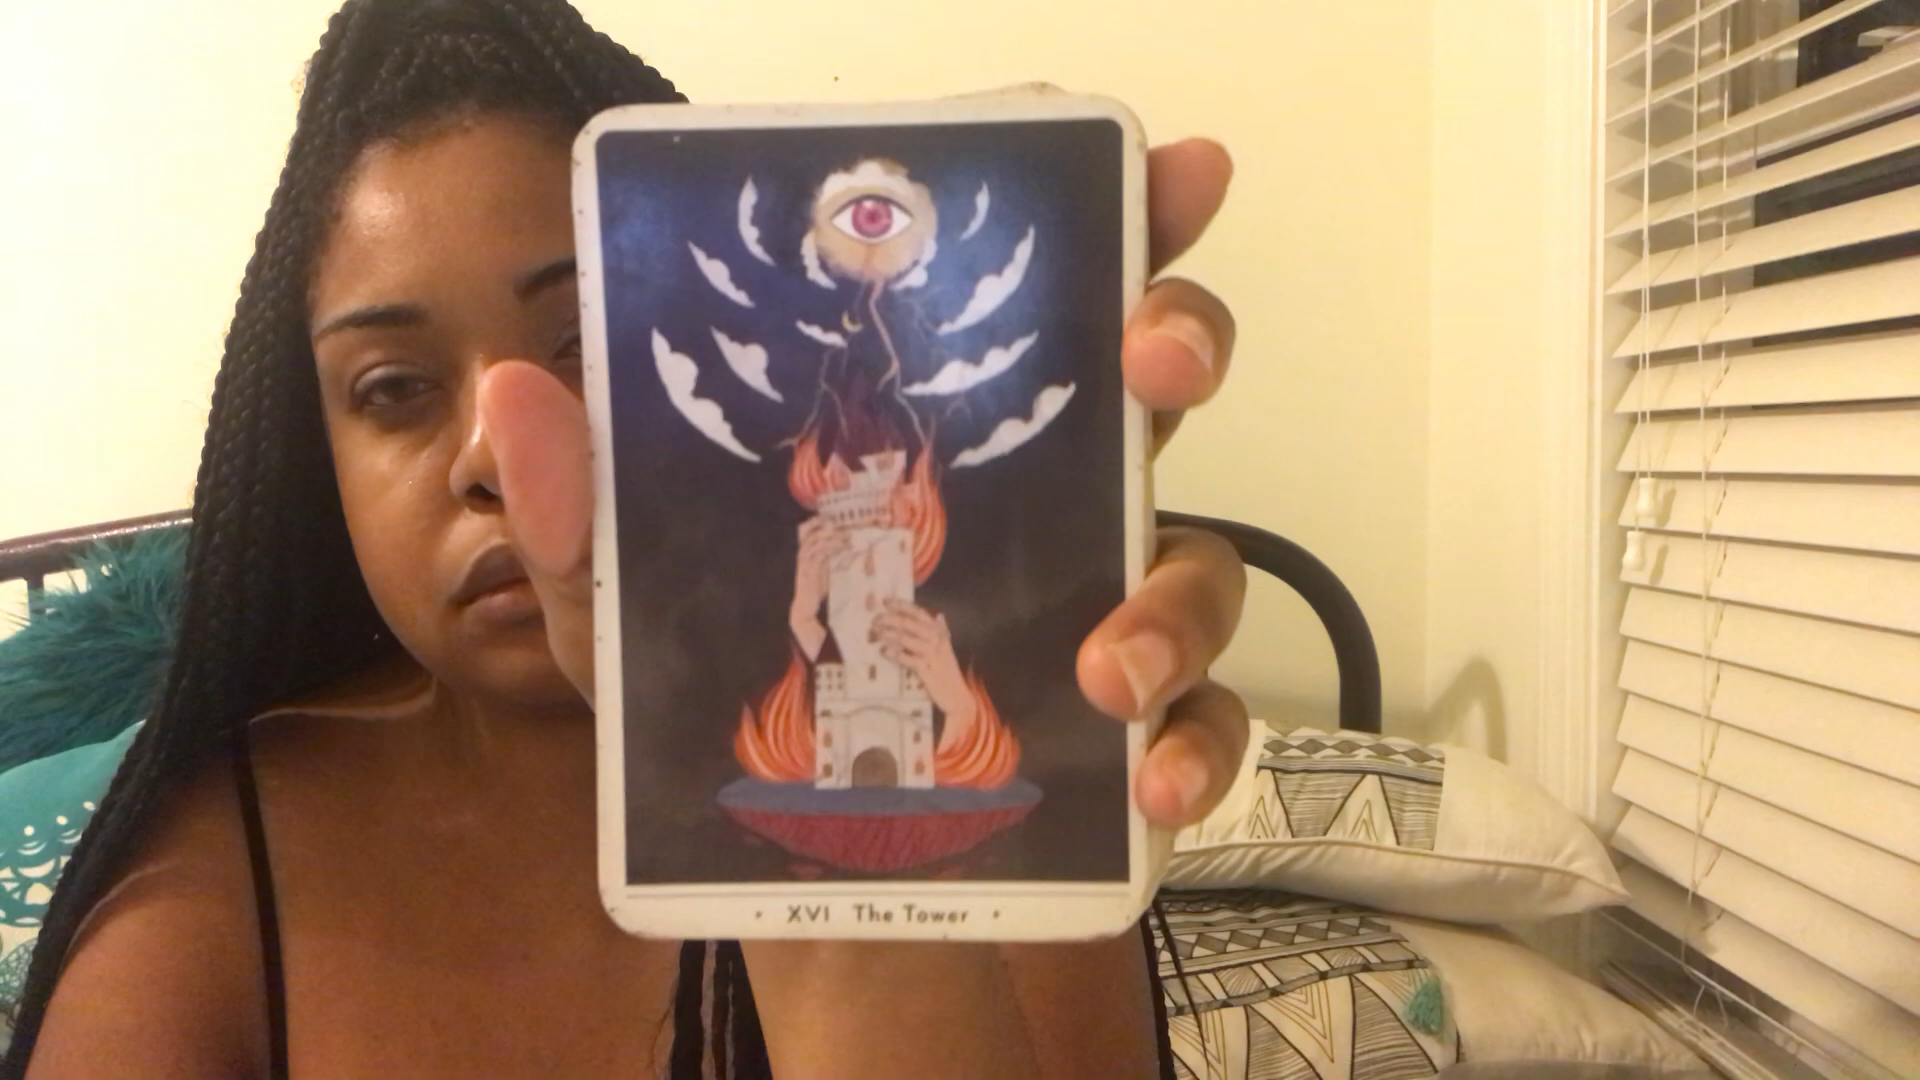 • XVI The Tower •